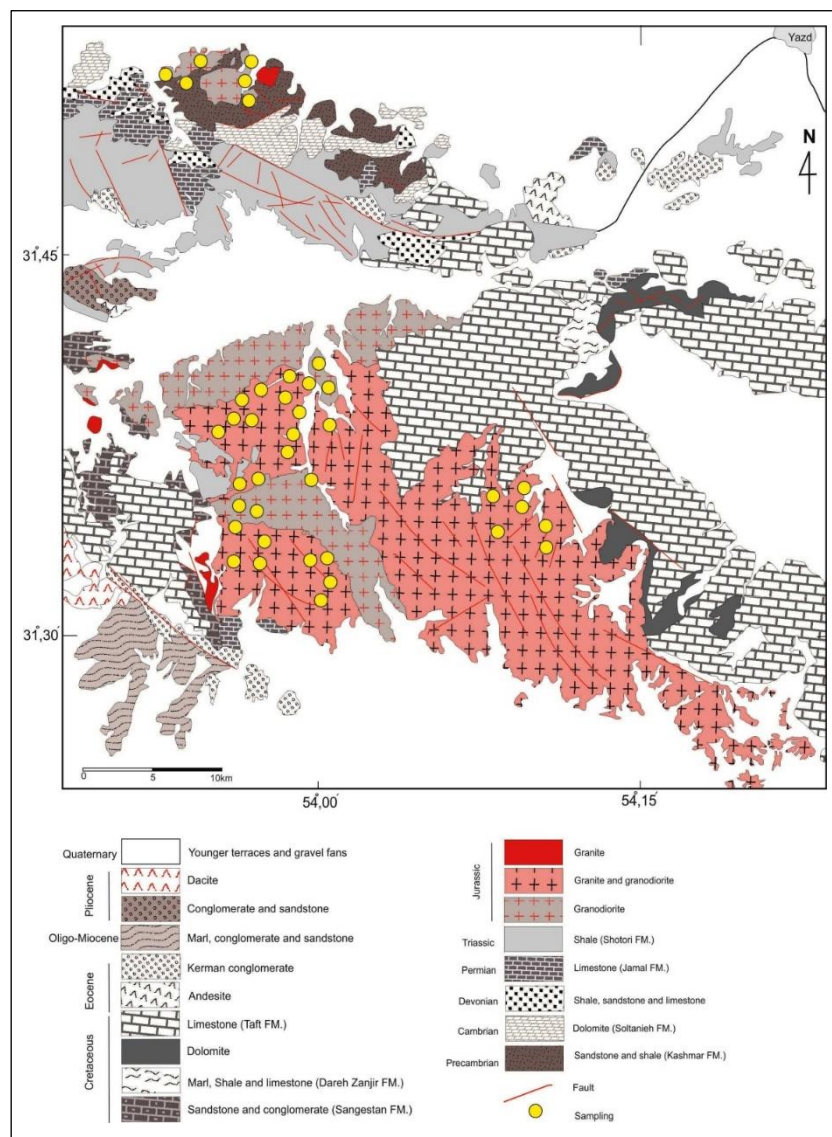 Yazd
N
31°,45′
31°,30′
0 5 10km
54°,00′
54°,15′
Quaternary
Younger terraces and gravel fans
Pliocene
Dacite
Conglomerate and sandstone
Oligo-Miocene
Marl, conglomerate and sandstone
Eocene
Kerman conglomerate
Andesite
Cretaceous
Limestone (Taft FM.)
Dolomite
Marl, Shale and limestone (Dareh Zanjir FM.)
Sandstone and conglomerate (Sangestan FM.)
Jurassic
Granite
Granite and granodiorite
Granodiorite
Triassic
Shale (Shotori FM.)
Permian
Limestone (Jamal FM.)
Devonian
Shale, sandstone and limestone
Cambrian
Dolomite (Soltanieh FM.)
Precambrian
Sandstone and shale (Kashmar FM.)
Fault
Sampling